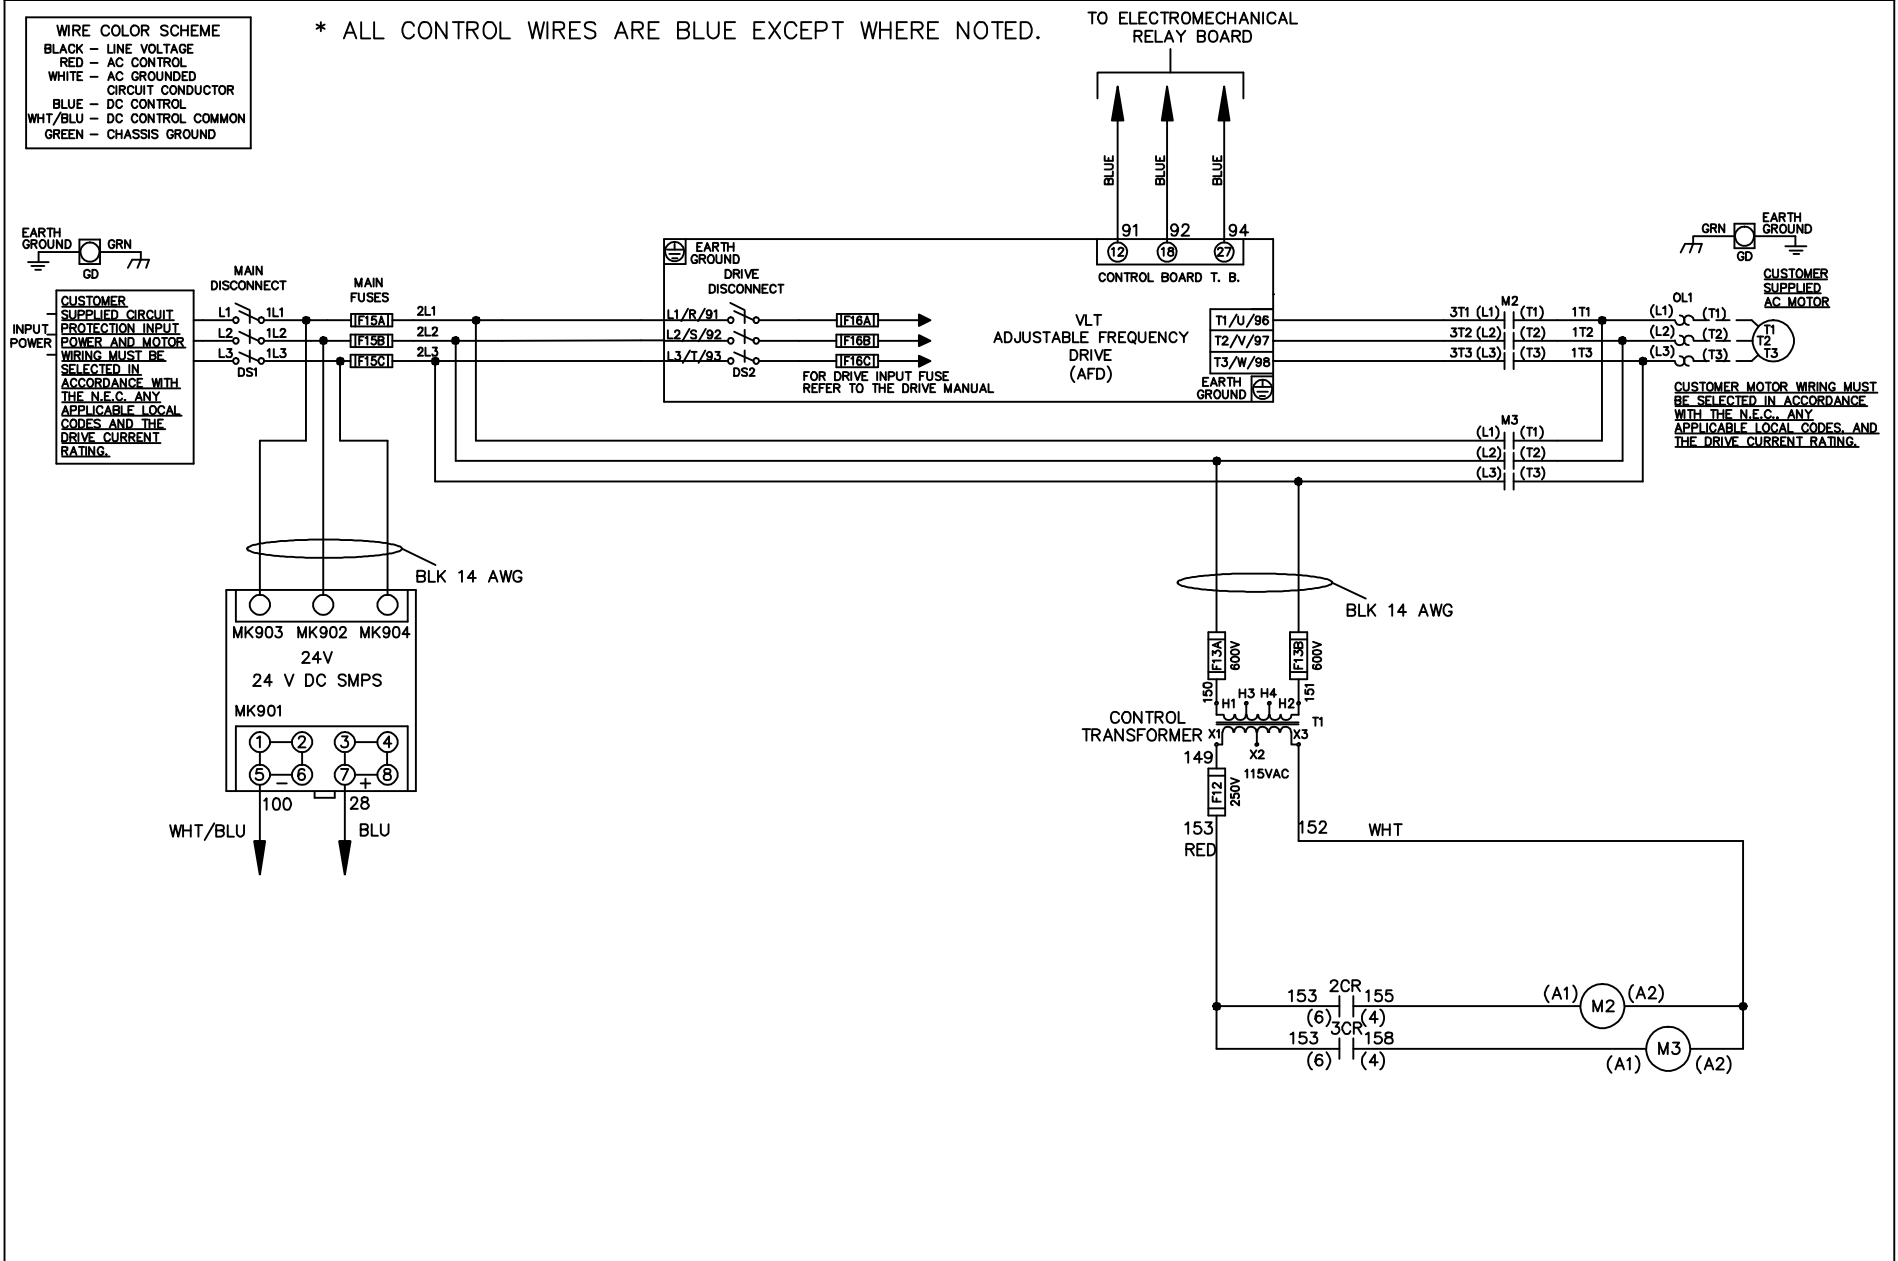 WIRE COLOR SCHEME
BLACK – LINE VOLTAGE
RED – AC CONTROL
WHITE – AC GROUNDED
CIRCUIT CONDUCTOR
BLUE – DC CONTROL
WHT/BLU – DC CONTROL COMMON
GREEN – CHASSIS GROUND
* ALL CONTROL WIRES ARE BLUE EXCEPT WHERE NOTED.
TO ELECTROMECHANICAL
RELAY BOARD
BLUE
BLUE
BLUE
91 92 94
12 18 27
CONTROL BOARD T. B.
EARTH
GROUND
GRN
GD
CUSTOMER
SUPPLIED CIRCUIT
PROTECTION INPUT
POWER AND MOTOR
WIRING MUST BE
SELECTED IN
ACCORDANCE WITH
THE N.E.C. ANY
APPLICABLE LOCAL
CODES AND THE
DRIVE CURRENT
RATING.
INPUT
POWER
MAIN
DISCONNECT
L1 1L1
L2 1L2
L3 1L3
DS1
MAIN
FUSES
F15A 2L1
F15B 2L2
F15C 2L3
EARTH
GROUND
DRIVE
DISCONNECT
L1/R/91
L2/S/92
L3/T/93
DS2
F16A
F16B
F16C
FOR DRIVE INPUT FUSE
REFER TO THE DRIVE MANUAL
VLT
ADJUSTABLE FREQUENCY
DRIVE
(AFD)
T1/U/96
T2/V/97
T3/W/98
EARTH
GROUND
M2
3T1 (L1) (T1) 1T1
3T2 (L2) (T2) 1T2
3T3 (L3) (T3) 1T3
OL1
(L1) (T1)
(L2) (T2)
(L3) (T3)
T1
T2
T3
GRN
EARTH
GROUND
GD
CUSTOMER
SUPPLIED
AC MOTOR
CUSTOMER MOTOR WIRING MUST
BE SELECTED IN ACCORDANCE
WITH THE N.E.C., ANY
APPLICABLE LOCAL CODES, AND
THE DRIVE CURRENT RATING.
M3
(L1) (T1)
(L2) (T2)
(L3) (T3)
BLK 14 AWG
MK903 MK902 MK904
24V
24 V DC SMPS
MK901
1 2 3 4
5 – 6 7 + 8
100 28
WHT/BLU BLU
BLK 14 AWG
F13A 600V
F13B 600V
150 151
H1 H3 H4 H2
T1
CONTROL
TRANSFORMER
X1 X2 X3
149
115VAC
F12 250V
153
RED
152 WHT
2CR
153 155
(6) (4)
(A1) M2 (A2)
3CR
153 158
(6) (4)
(A1) M3 (A2)